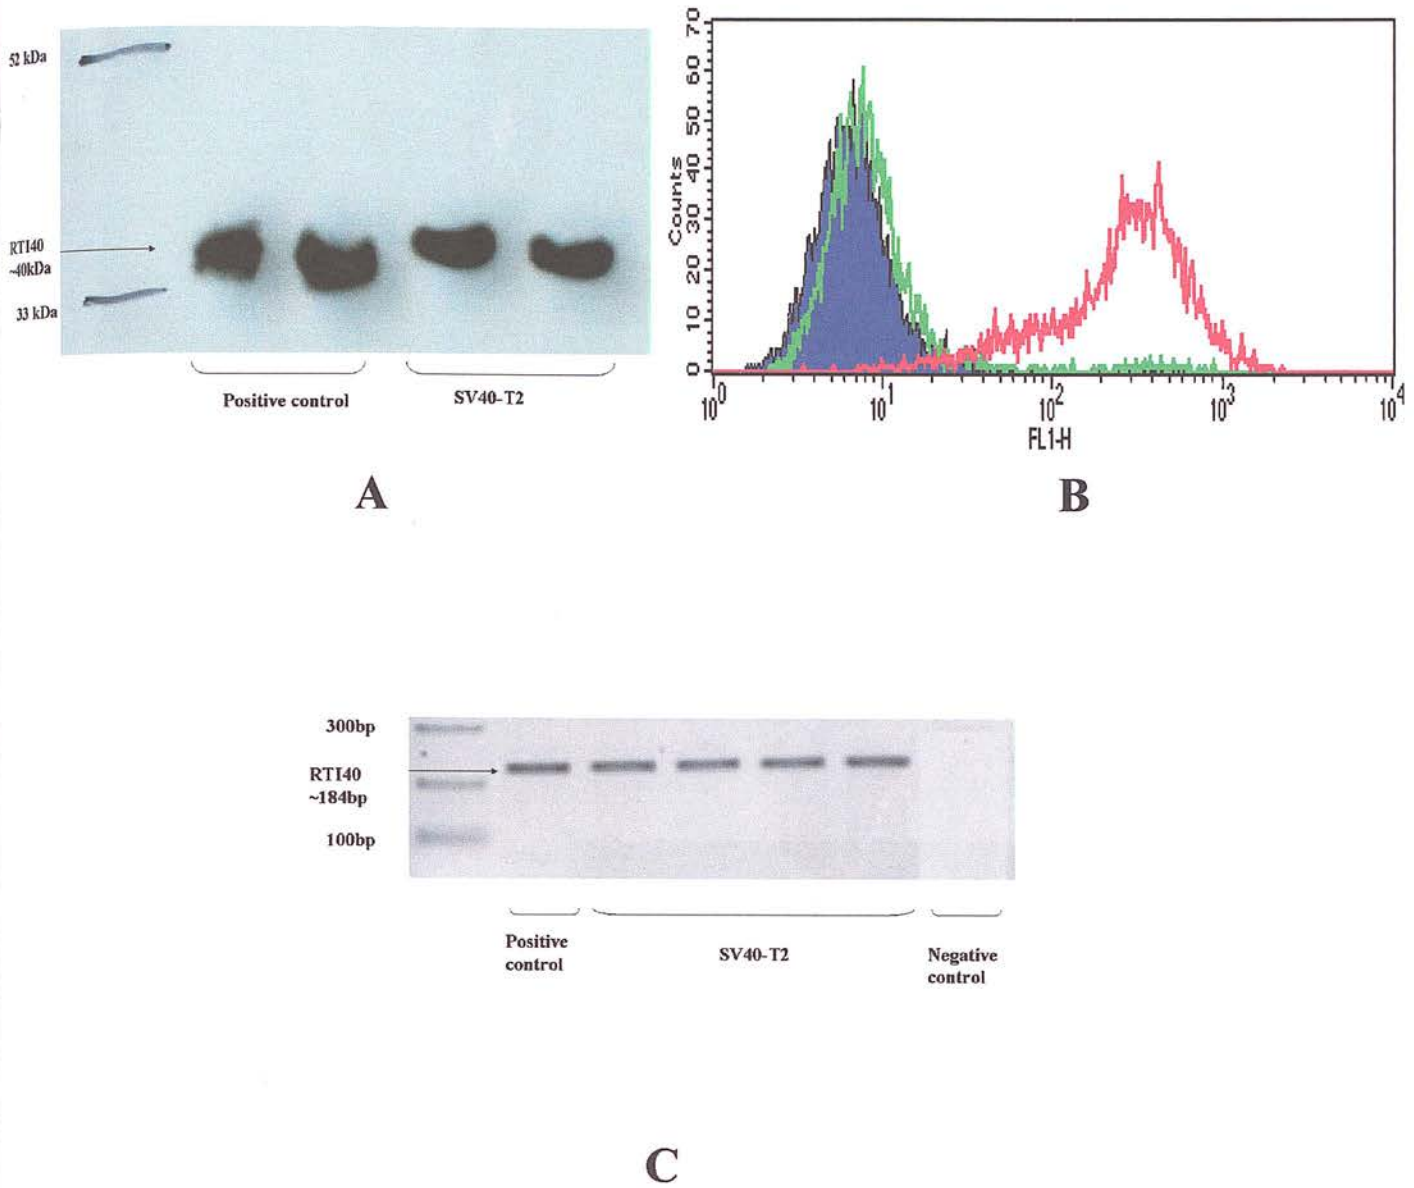 52 kDa
RTI40
~40kDa
33 kDa
Positive control
SV40-T2
A
70
60
50
40
30
20
10
0
Counts
10^0
10^1
10^2
10^3
10^4
FL1-H
B
300bp
RTI40
~184bp
100bp
Positive
control
SV40-T2
Negative
control
C